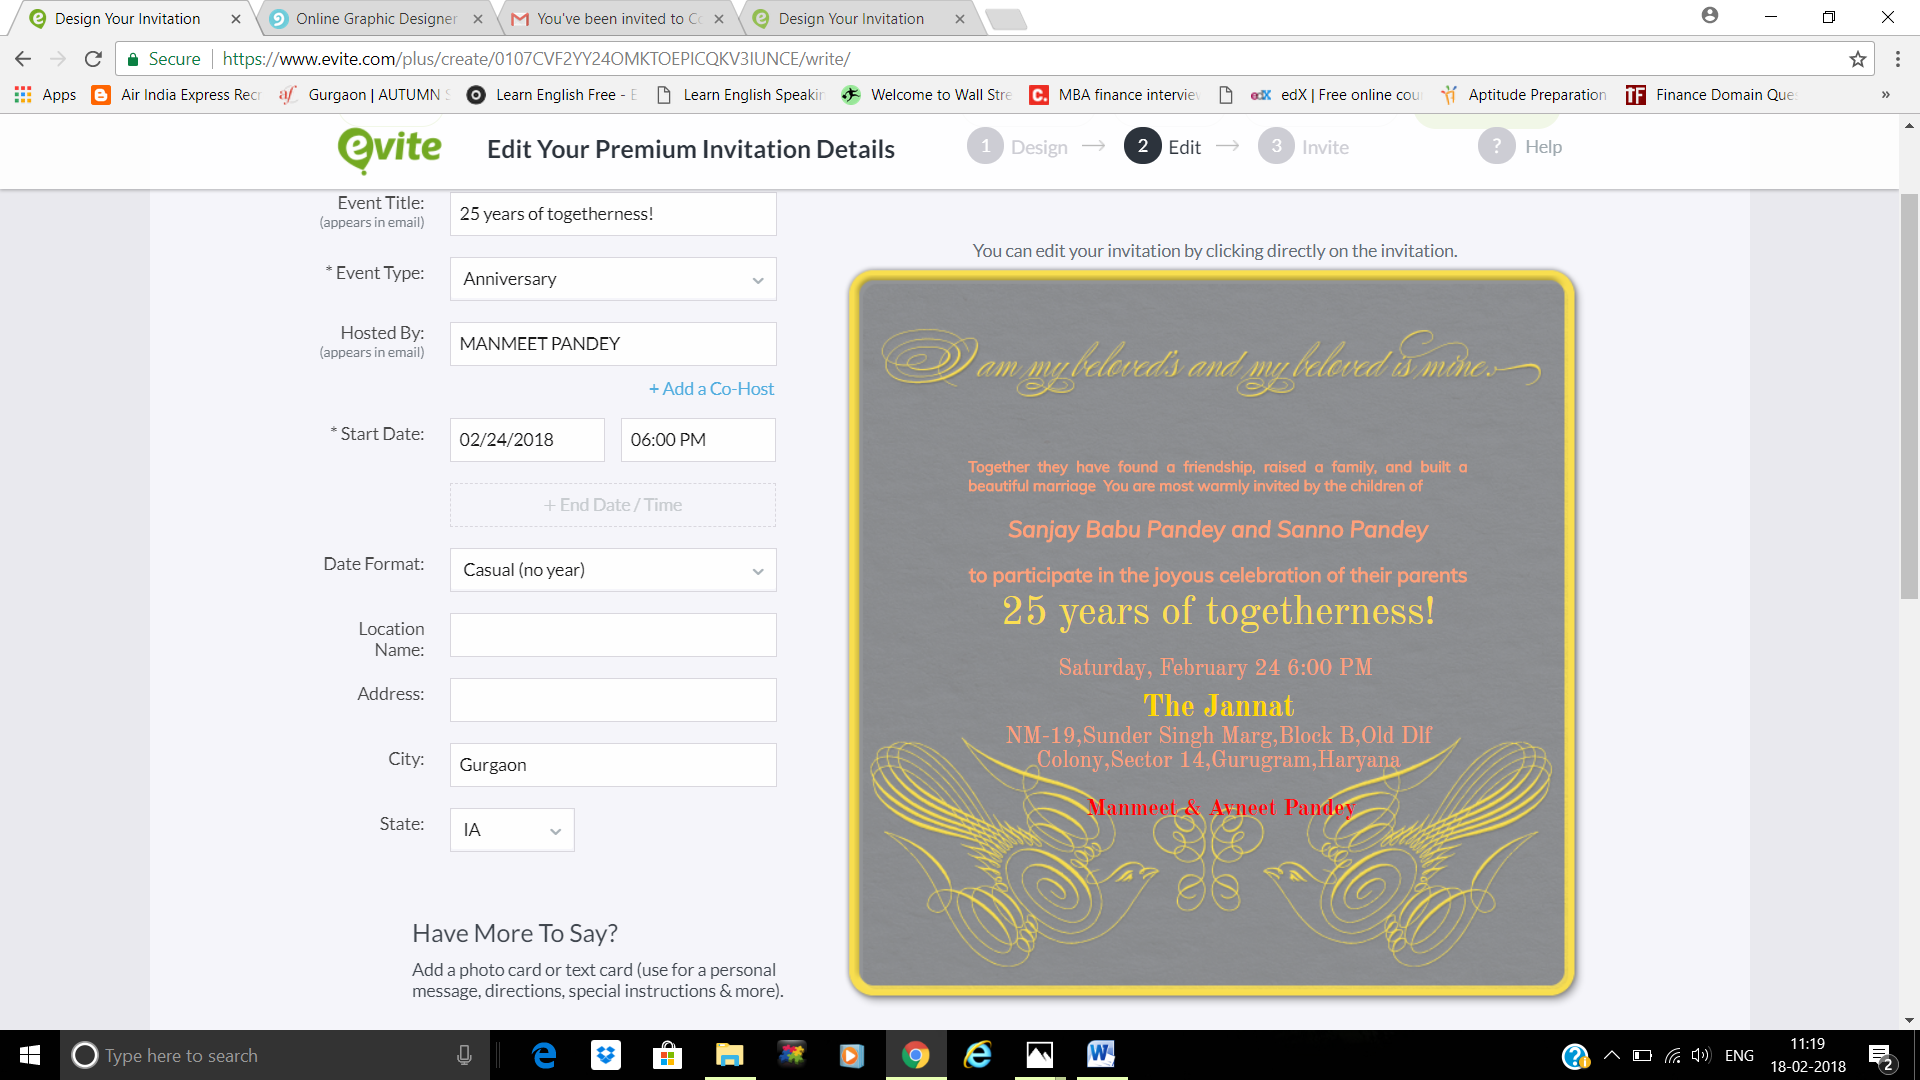 Design Your Invitation
Online Graphic Designer
You've been invited to C
Design Your Invitation
Secure
https://www.evite.com/plus/create/0107CVF2YY24OMKTOEPICQKV3IUNCE/write/
Apps
Air India Express Rec
Gurgaon | AUTUMN
Learn English Free -
Learn English Speakin
Welcome to Wall Stre
MBA finance interview
edX | Free online cou
Aptitude Preparation
Finance Domain Que
»
evite
Edit Your Premium Invitation Details
1 Design
2 Edit
3 Invite
? Help
Event Title:
(appears in email)
25 years of togetherness!
* Event Type:
Anniversary
Hosted By:
(appears in email)
MANMEET PANDEY
+ Add a Co-Host
* Start Date:
02/24/2018
06:00 PM
+ End Date / Time
Date Format:
Casual (no year)
Location
Name:
Address:
City:
Gurgaon
State:
IA
Have More To Say?
Add a photo card or text card (use for a personal
message, directions, special instructions & more).
You can edit your invitation by clicking directly on the invitation.
I am my beloved's and my beloved is mine.
Together they have found a friendship, raised a family, and built a
beautiful marriage You are most warmly invited by the children of
Sanjay Babu Pandey and Sanno Pandey
to participate in the joyous celebration of their parents
25 years of togetherness!
Saturday, February 24 6:00 PM
The Jannat
NM-19,Sunder Singh Marg,Block B,Old Dlf
Colony,Sector 14,Gurugram,Haryana
Manmeet & Avneet Pandey
Type here to search
ENG
11:19
18-02-2018
2